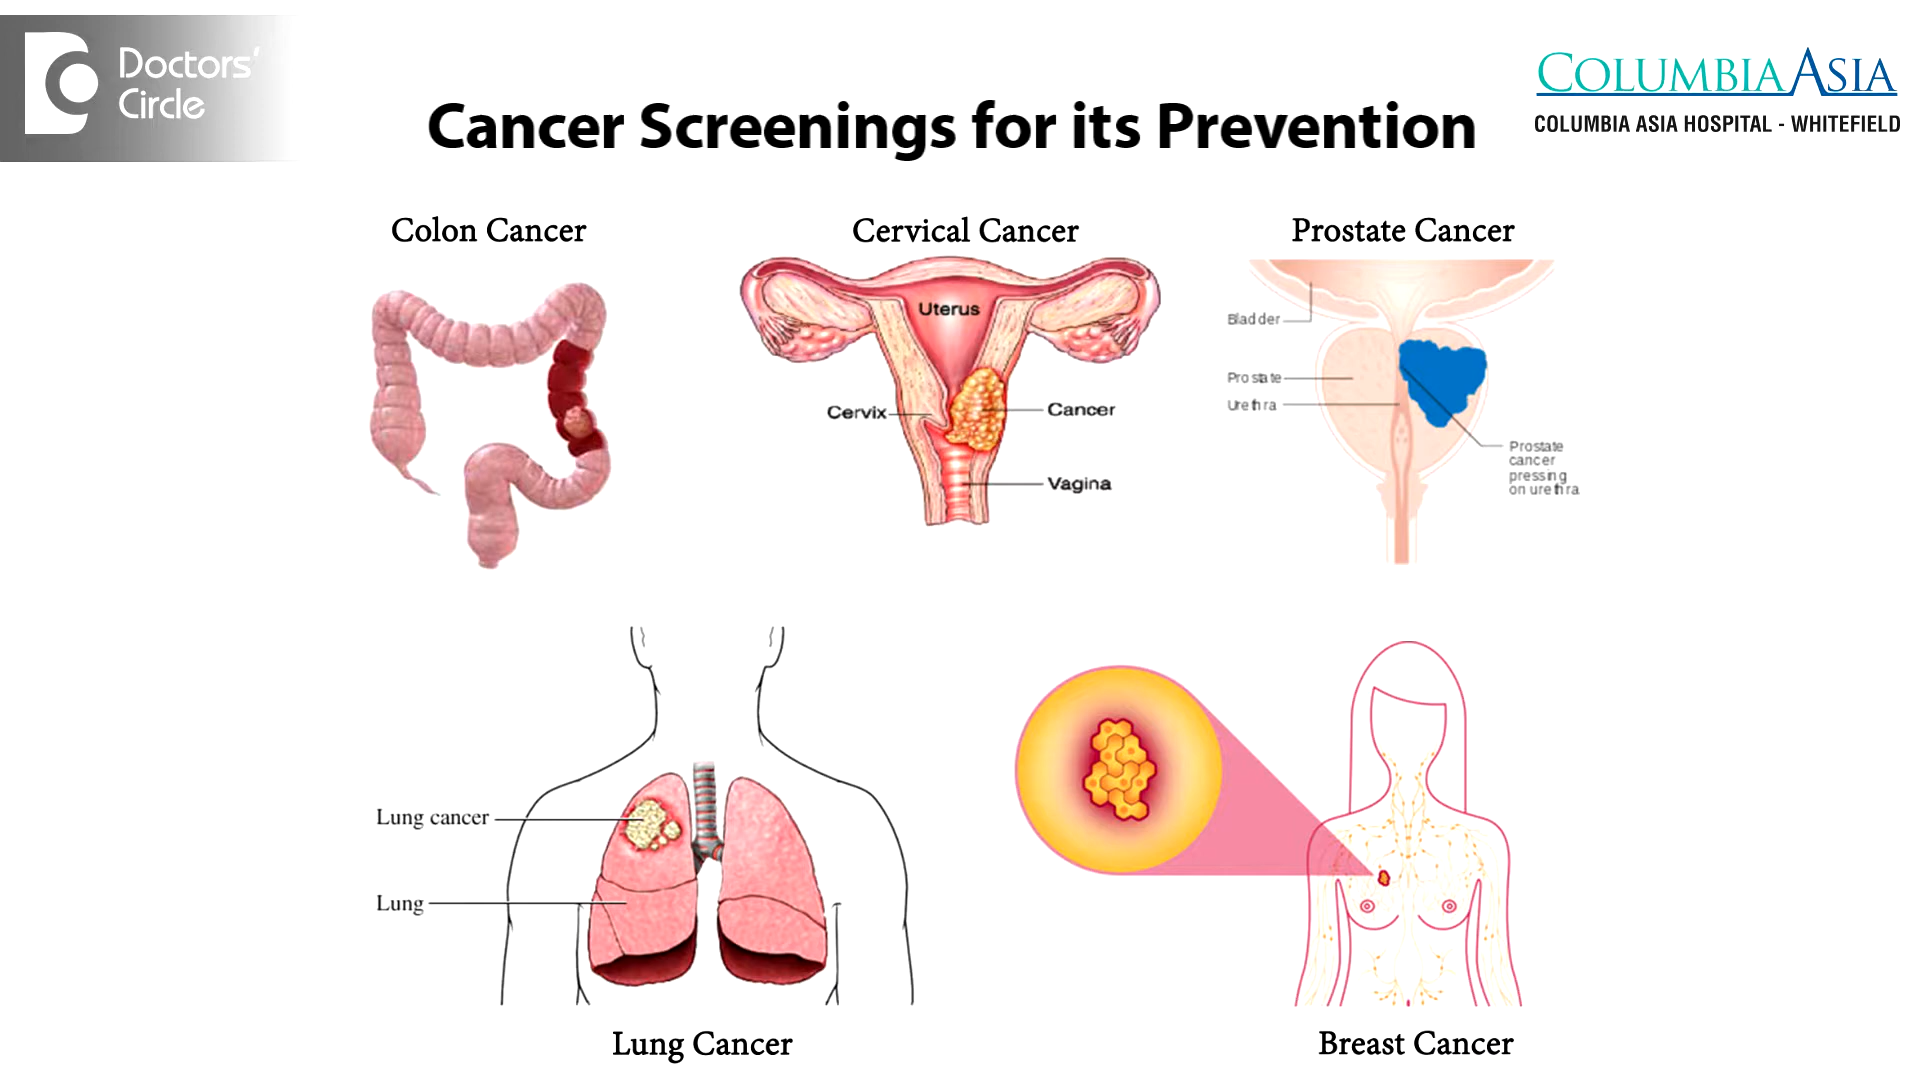 Doctors'
Circle
Cancer Screenings for its Prevention
COLUMBIA ASIA
COLUMBIA ASIA HOSPITAL - WHITEFIELD
Colon Cancer
Cervical Cancer
Uterus
Cervix
Cancer
Vagina
Prostate Cancer
Bladder
Prostate
Urethra
Prostate
cancer
pressing
on urethra
Lung cancer
Lung
Lung Cancer
Breast Cancer